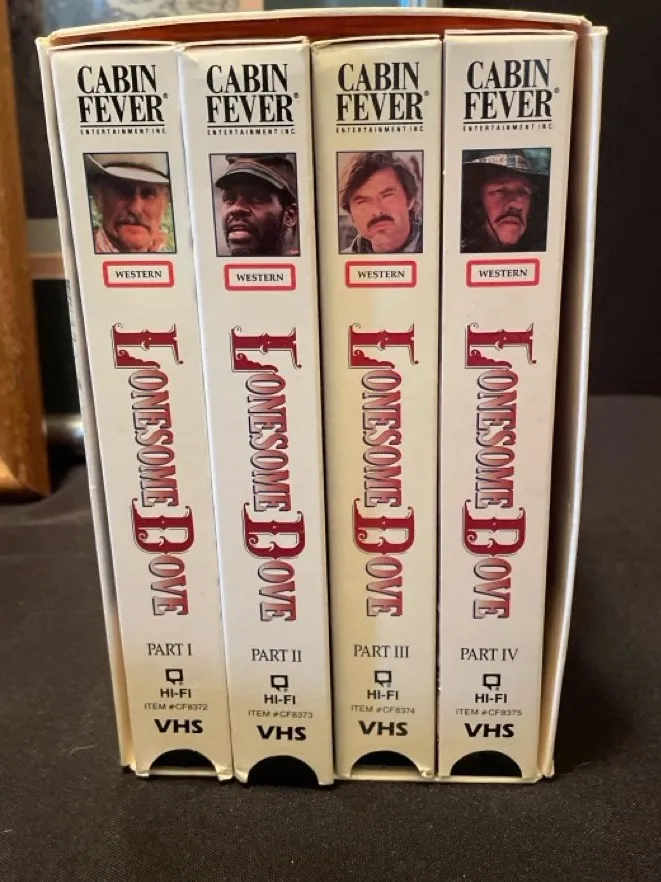 CABIN
FEVER®
ENTERTAINMENT INC.
WESTERN
LONESOME DOVE
PART I
HI-FI
ITEM #CF8372
VHS
CABIN
FEVER®
ENTERTAINMENT INC.
WESTERN
LONESOME DOVE
PART II
HI-FI
ITEM #CF8373
VHS
CABIN
FEVER®
ENTERTAINMENT INC.
WESTERN
LONESOME DOVE
PART III
HI-FI
ITEM #CF8374
VHS
CABIN
FEVER®
ENTERTAINMENT INC.
WESTERN
LONESOME DOVE
PART IV
HI-FI
ITEM #CF8375
VHS